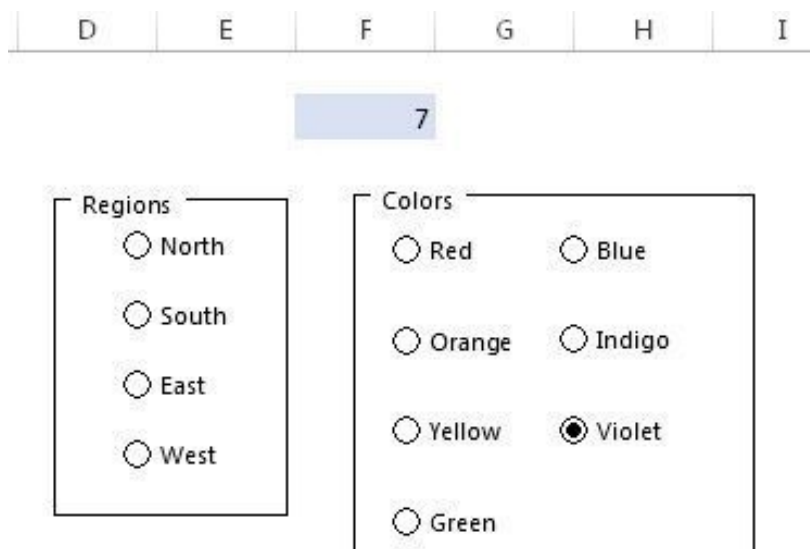 D E F G H I
7
Regions
North
South
East
West
Colors
Red
Orange
Yellow
Green
Blue
Indigo
Violet